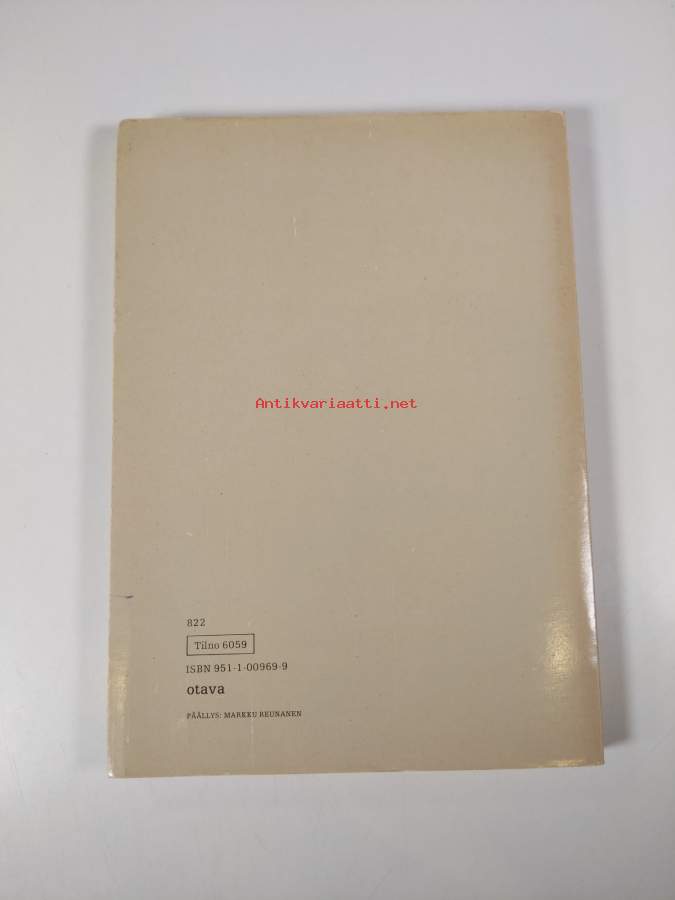 Antikvariaatti.net
822
Tilno 6059
ISBN 951-1-00969-9
otava
PÄÄLLYS: MARKKU REUNANEN